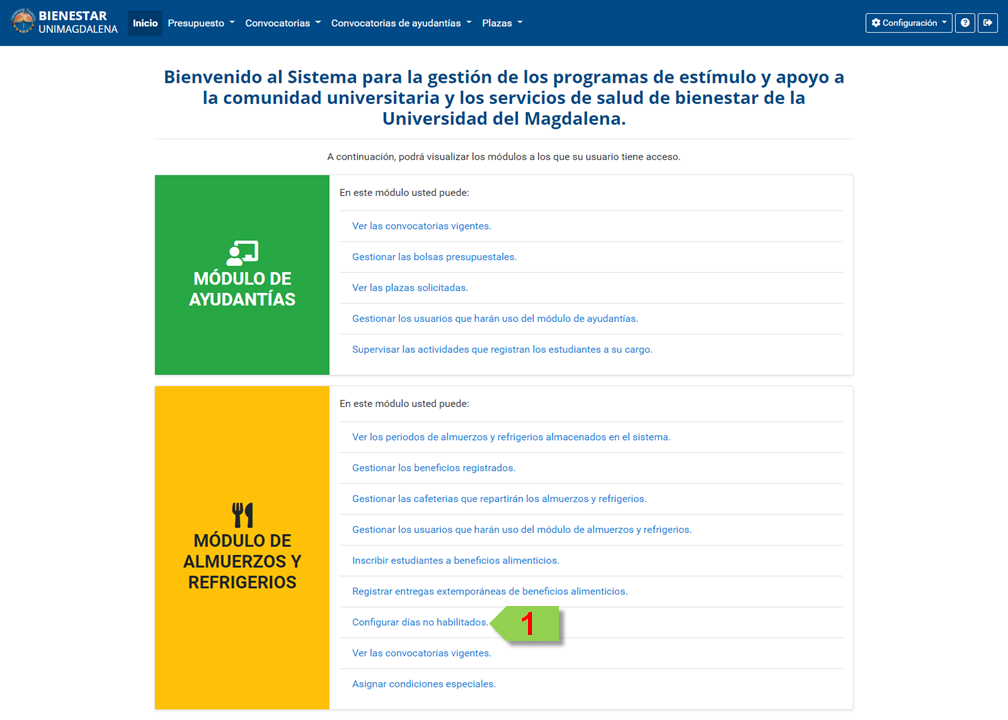 BIENESTAR
UNIMAGDALENA
Inicio Presupuesto Convocatorias Convocatorias de ayudantías Plazas Configuración
Bienvenido al Sistema para la gestión de los programas de estímulo y apoyo a
la comunidad universitaria y los servicios de salud de bienestar de la
Universidad del Magdalena.
A continuación, podrá visualizar los módulos a los que su usuario tiene acceso.
MÓDULO DE
AYUDANTÍAS
En este módulo usted puede:
Ver las convocatorias vigentes.
Gestionar las bolsas presupuestales.
Ver las plazas solicitadas.
Gestionar los usuarios que harán uso del módulo de ayudantías.
Supervisar las actividades que registran los estudiantes a su cargo.
MÓDULO DE
ALMUERZOS Y
REFRIGERIOS
En este módulo usted puede:
Ver los periodos de almuerzos y refrigerios almacenados en el sistema.
Gestionar los beneficios registrados.
Gestionar las cafeterias que repartirán los almuerzos y refrigerios.
Gestionar los usuarios que harán uso del módulo de almuerzos y refrigerios.
Inscribir estudiantes a beneficios alimenticios.
Registrar entregas extemporáneas de beneficios alimenticios.
Configurar días no habilitados. 1
Ver las convocatorias vigentes.
Asignar condiciones especiales.